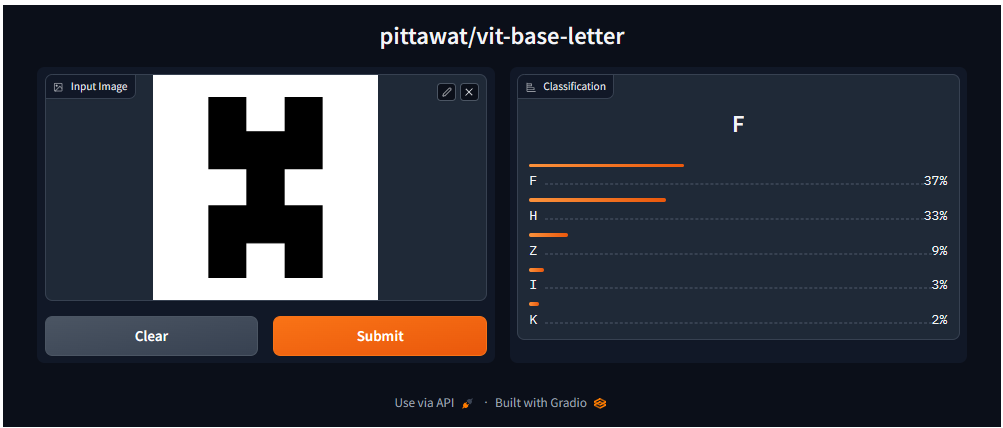 pittawat/vit-base-letter
Input Image
Classification
X
F
F 37%
H 33%
Z 9%
I 3%
K 2%
Clear
Submit
Use via API · Built with Gradio